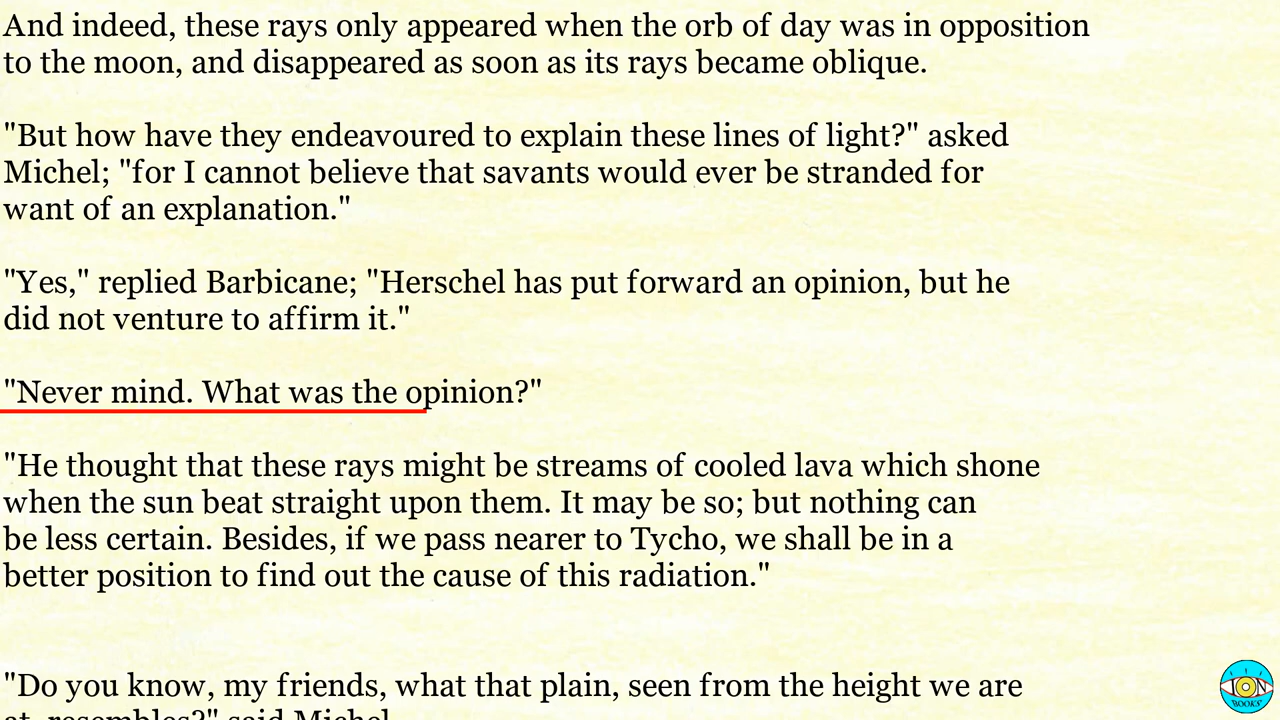 And indeed, these rays only appeared when the orb of day was in opposition
to the moon, and disappeared as soon as its rays became oblique.
"But how have they endeavoured to explain these lines of light?" asked
Michel; "for I cannot believe that savants would ever be stranded for
want of an explanation."
"Yes," replied Barbicane; "Herschel has put forward an opinion, but he
did not venture to affirm it."
"Never mind. What was the opinion?"
"He thought that these rays might be streams of cooled lava which shone
when the sun beat straight upon them. It may be so; but nothing can
be less certain. Besides, if we pass nearer to Tycho, we shall be in a
better position to find out the cause of this radiation."
"Do you know, my friends, what that plain, seen from the height we are
at, resembles?" said Michel.
ION
BOOKS